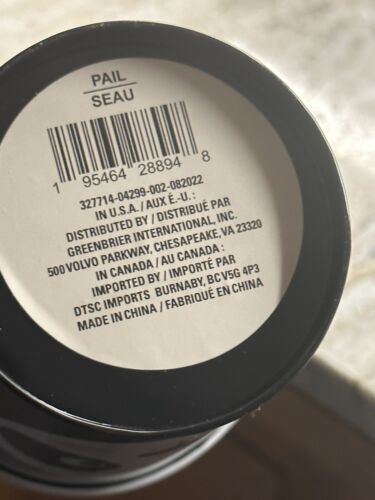 PAIL
SEAU
1 95464 28894 8
327714-04299-002-082022
IN U.S.A. / AUX É.-U. :
DISTRIBUTED BY / DISTRIBUÉ PAR
GREENBRIER INTERNATIONAL, INC.
500 VOLVO PARKWAY, CHESAPEAKE, VA 23320
IN CANADA / AU CANADA :
IMPORTED BY / IMPORTÉ PAR
DTSC IMPORTS BURNABY, BC V5G 4P3
MADE IN CHINA / FABRIQUÉ EN CHINA